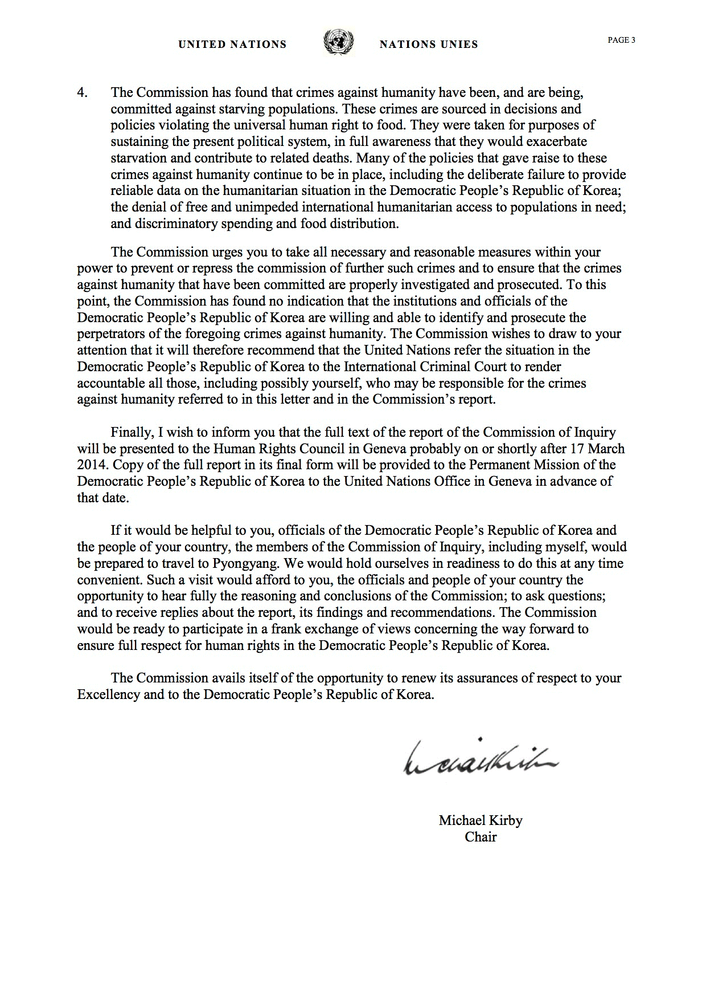 UNITED NATIONS NATIONS UNIES PAGE 3
4. The Commission has found that crimes against humanity have been, and are being,
committed against starving populations. These crimes are sourced in decisions and
policies violating the universal human right to food. They were taken for purposes of
sustaining the present political system, in full awareness that they would exacerbate
starvation and contribute to related deaths. Many of the policies that gave raise to these
crimes against humanity continue to be in place, including the deliberate failure to provide
reliable data on the humanitarian situation in the Democratic People’s Republic of Korea;
the denial of free and unimpeded international humanitarian access to populations in need;
and discriminatory spending and food distribution.
The Commission urges you to take all necessary and reasonable measures within your
power to prevent or repress the commission of further such crimes and to ensure that the crimes
against humanity that have been committed are properly investigated and prosecuted. To this
point, the Commission has found no indication that the institutions and officials of the
Democratic People’s Republic of Korea are willing and able to identify and prosecute the
perpetrators of the foregoing crimes against humanity. The Commission wishes to draw to your
attention that it will therefore recommend that the United Nations refer the situation in the
Democratic People’s Republic of Korea to the International Criminal Court to render
accountable all those, including possibly yourself, who may be responsible for the crimes
against humanity referred to in this letter and in the Commission’s report.
Finally, I wish to inform you that the full text of the report of the Commission of Inquiry
will be presented to the Human Rights Council in Geneva probably on or shortly after 17 March
2014. Copy of the full report in its final form will be provided to the Permanent Mission of the
Democratic People’s Republic of Korea to the United Nations Office in Geneva in advance of
that date.
If it would be helpful to you, officials of the Democratic People’s Republic of Korea and
the people of your country, the members of the Commission of Inquiry, including myself, would
be prepared to travel to Pyongyang. We would hold ourselves in readiness to do this at any time
convenient. Such a visit would afford to you, the officials and people of your country the
opportunity to hear fully the reasoning and conclusions of the Commission; to ask questions;
and to receive replies about the report, its findings and recommendations. The Commission
would be ready to participate in a frank exchange of views concerning the way forward to
ensure full respect for human rights in the Democratic People’s Republic of Korea.
The Commission avails itself of the opportunity to renew its assurances of respect to your
Excellency and to the Democratic People’s Republic of Korea.
Michael Kirby
Chair